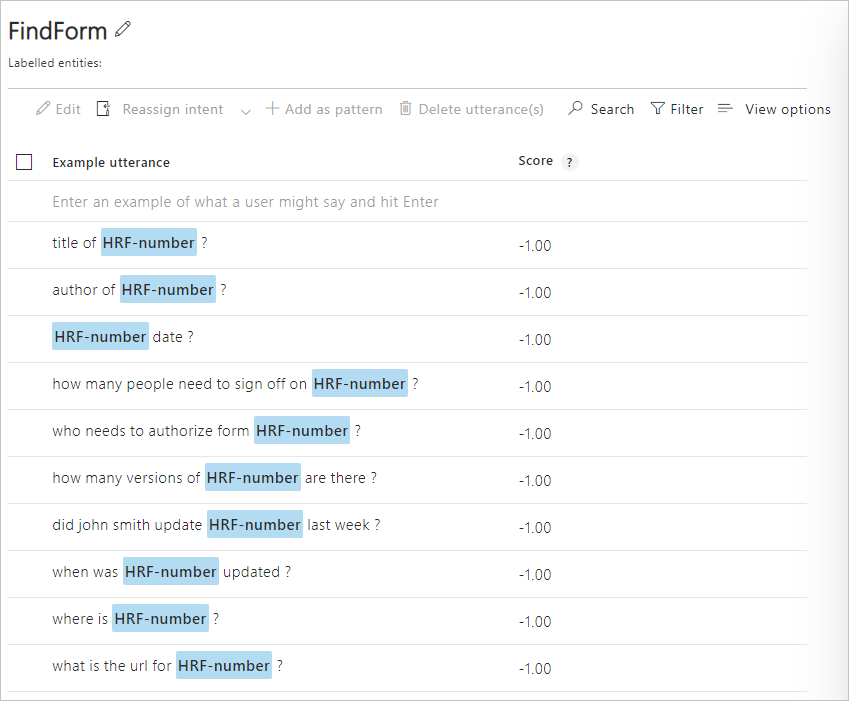 FindForm
Labelled entities:
Edit Reassign intent Add as pattern Delete utterance(s) Search Filter View options
Example utterance Score ?
Enter an example of what a user might say and hit Enter
title of HRF-number ? -1.00
author of HRF-number ? -1.00
HRF-number date ? -1.00
how many people need to sign off on HRF-number ? -1.00
who needs to authorize form HRF-number ? -1.00
how many versions of HRF-number are there ? -1.00
did john smith update HRF-number last week ? -1.00
when was HRF-number updated ? -1.00
where is HRF-number ? -1.00
what is the url for HRF-number ? -1.00